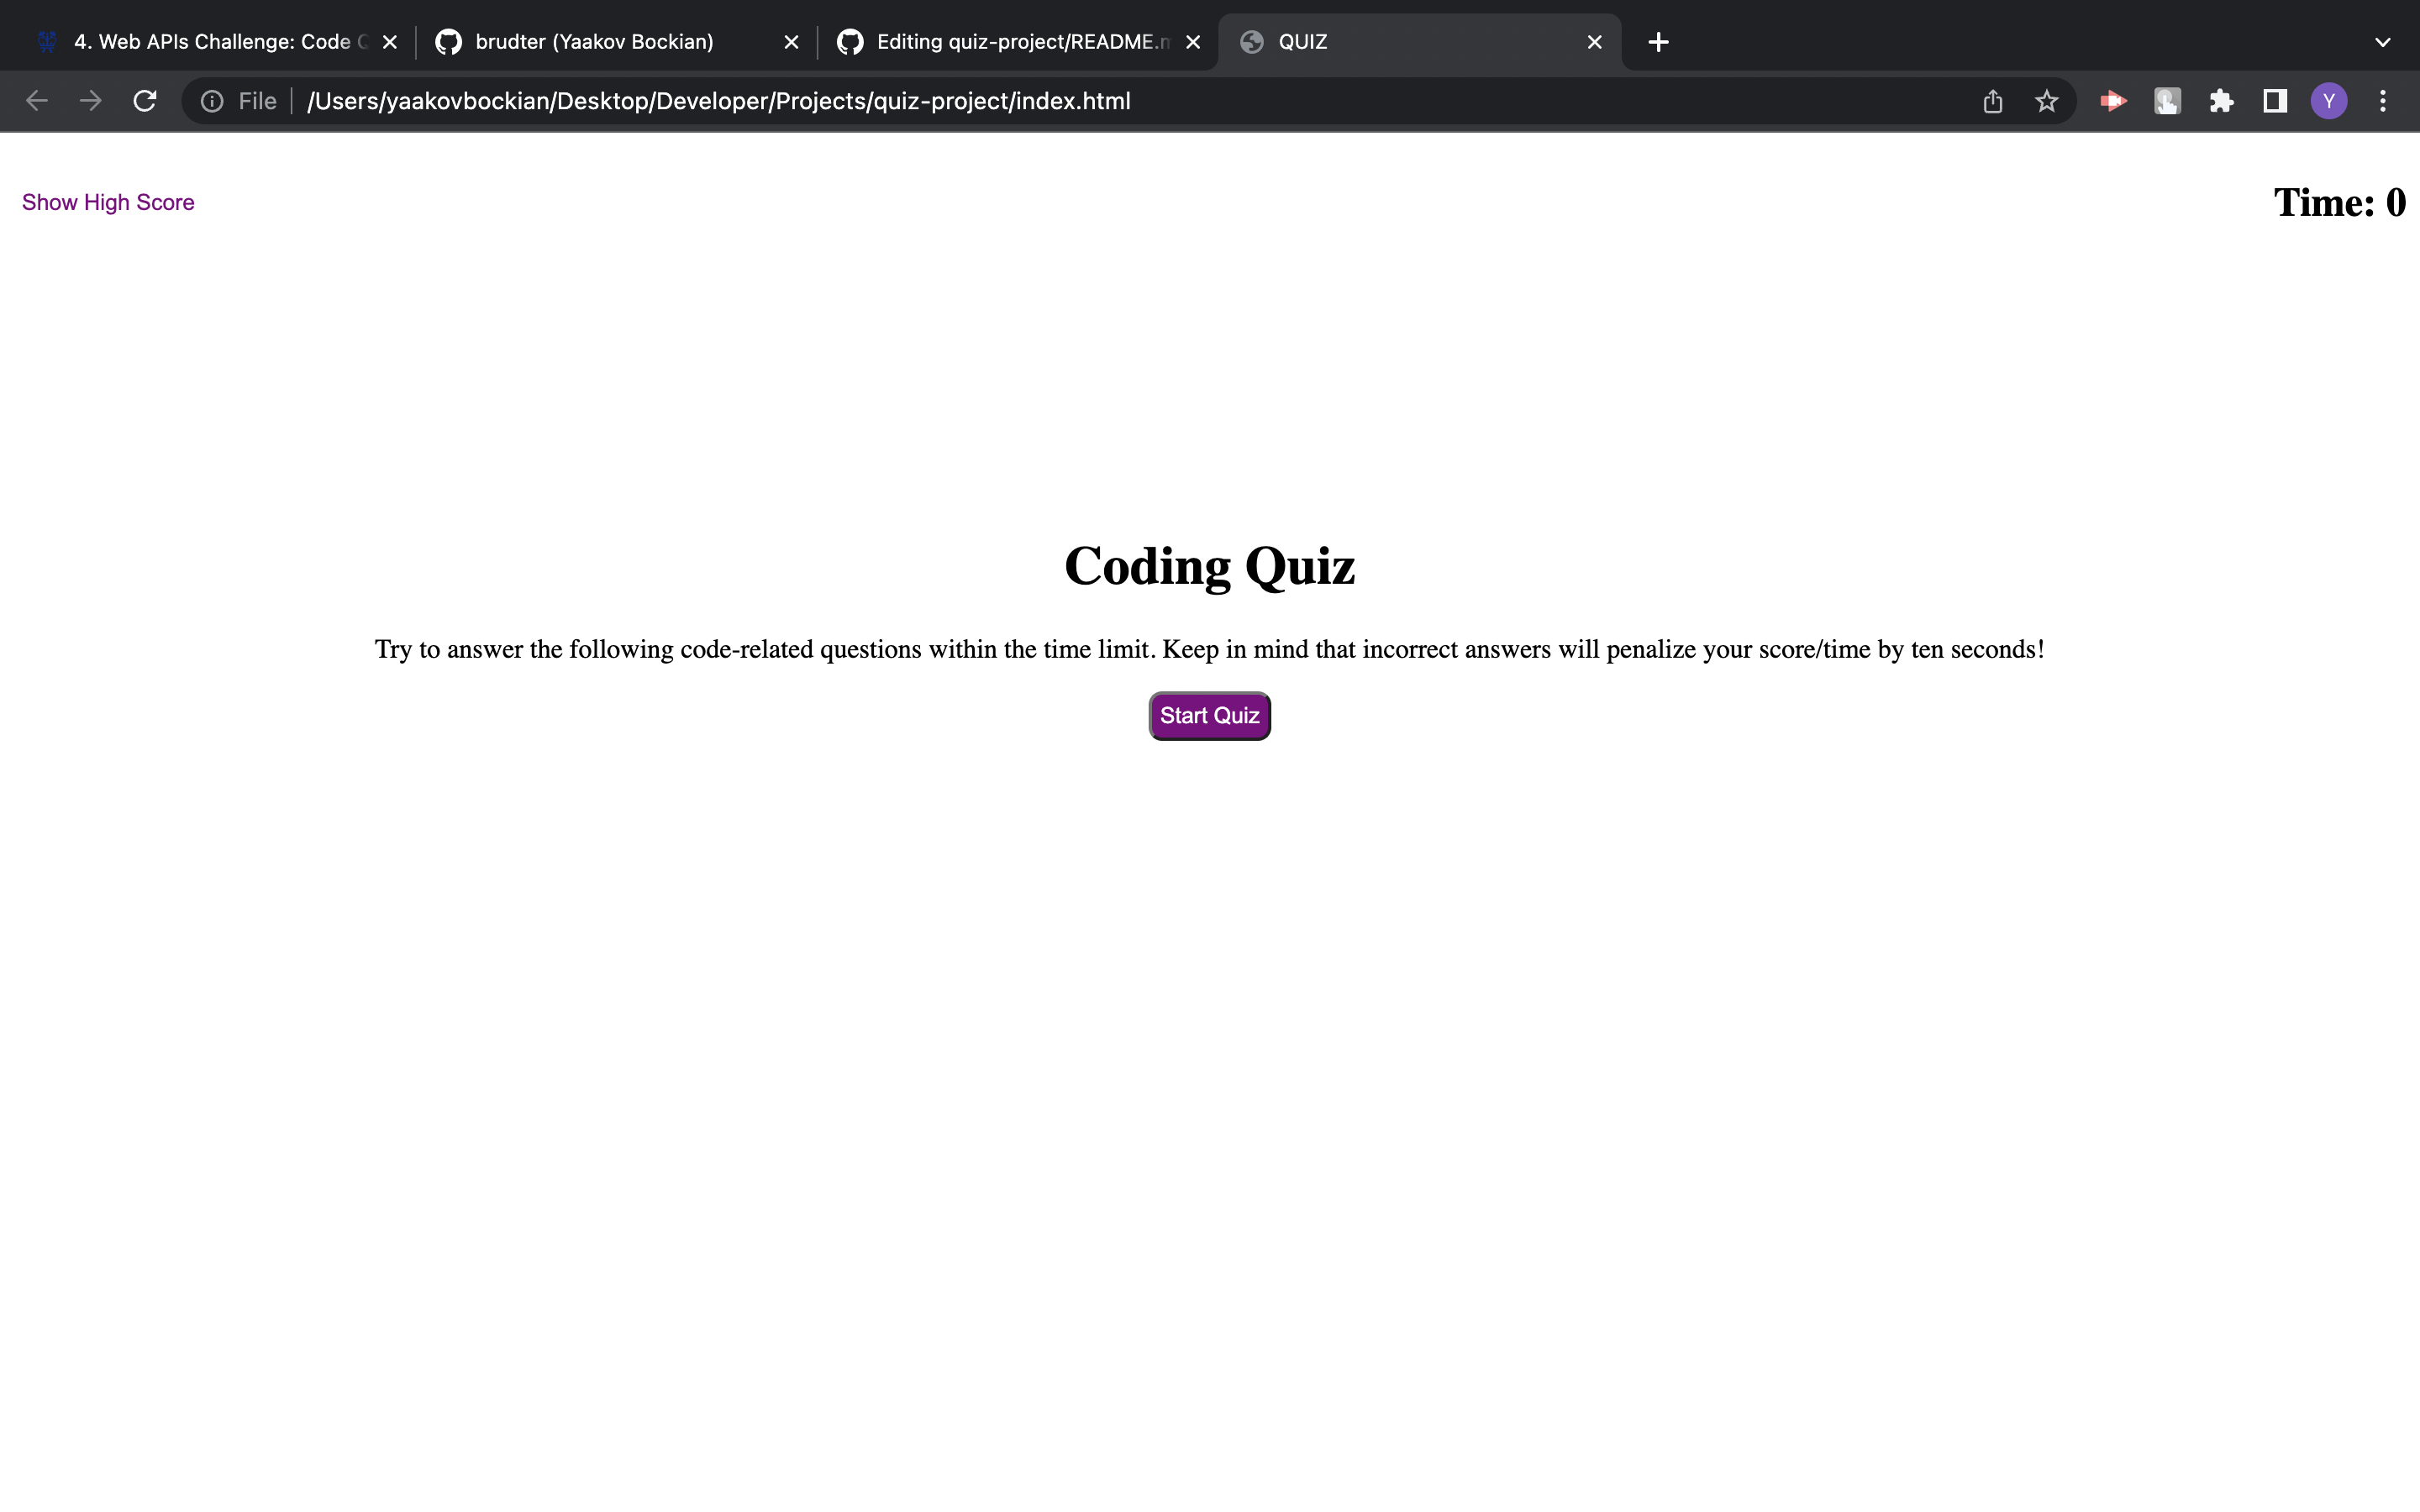 4. Web APIs Challenge: Code Q
brudter (Yaakov Bockian)
Editing quiz-project/README.m
QUIZ
File
/Users/yaakovbockian/Desktop/Developer/Projects/quiz-project/index.html
Y
Show High Score
Time: 0
Coding Quiz
Try to answer the following code-related questions within the time limit. Keep in mind that incorrect answers will penalize your score/time by ten seconds!
Start Quiz